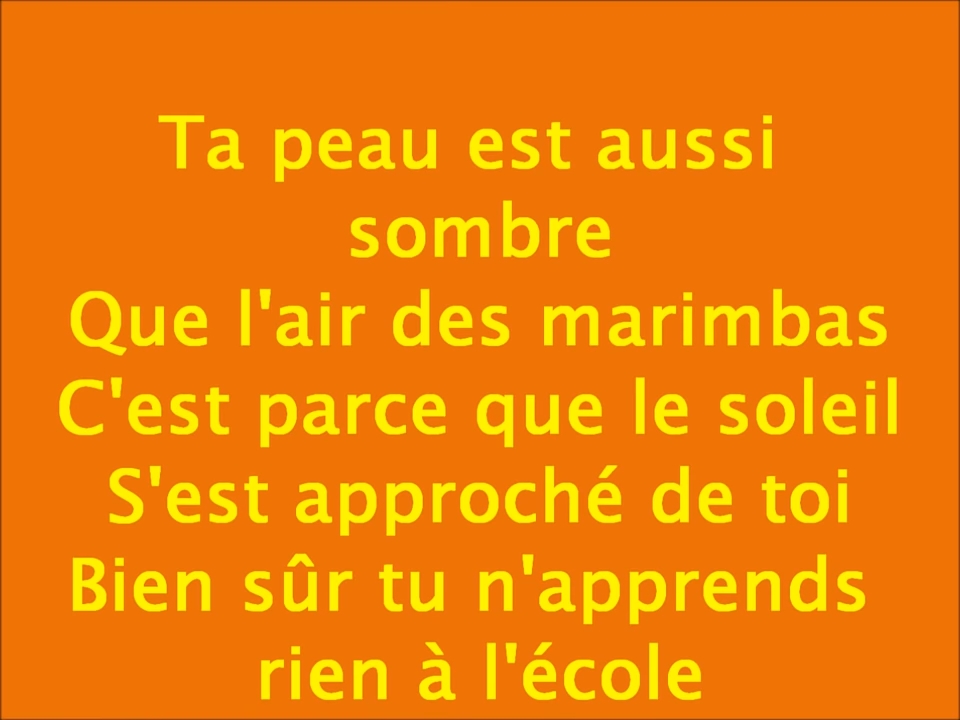 Ta peau est aussi
sombre
Que l'air des marimbas
C'est parce que le soleil
S'est approché de toi
Bien sûr tu n'apprends
rien à l'école